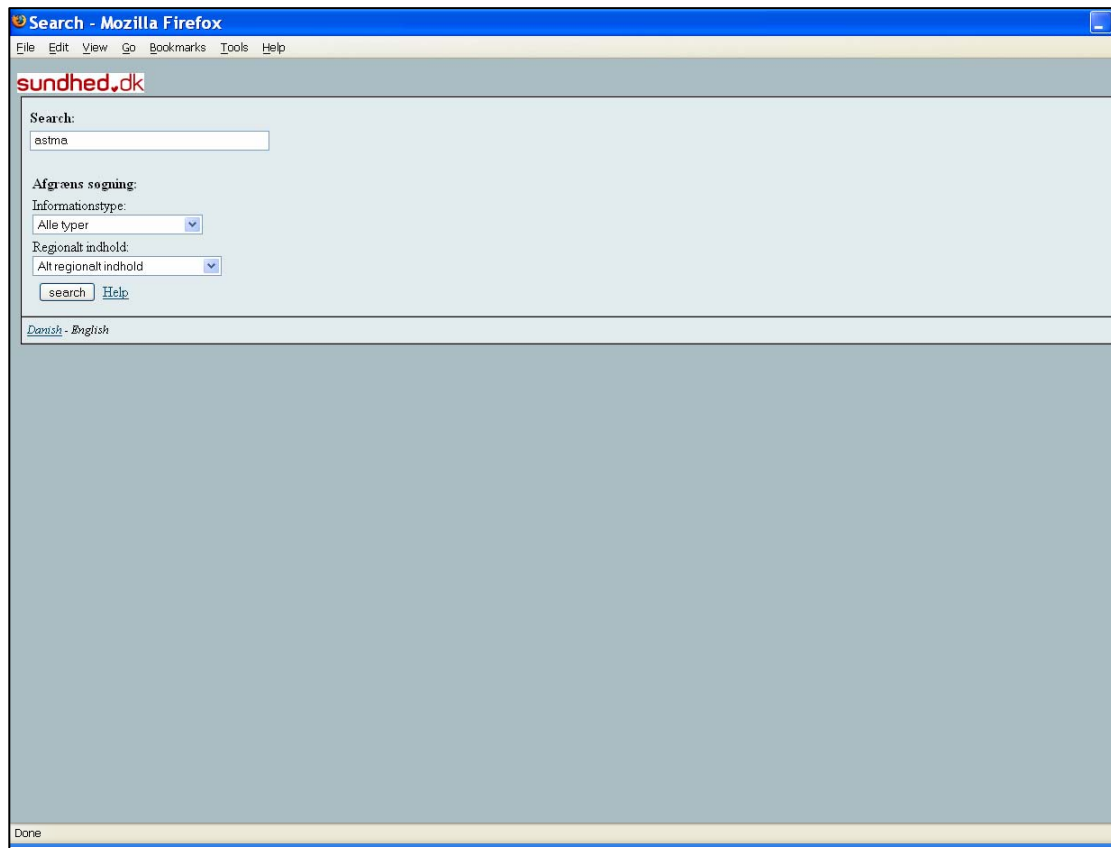 Search - Mozilla Firefox
File Edit View Go Bookmarks Tools Help
sundhed.dk
Search:
astma
Afgræns søgning:
Informationstype:
Alle typer
Regionalt indhold:
Alt regionalt indhold
search Help
Danish - English
Done